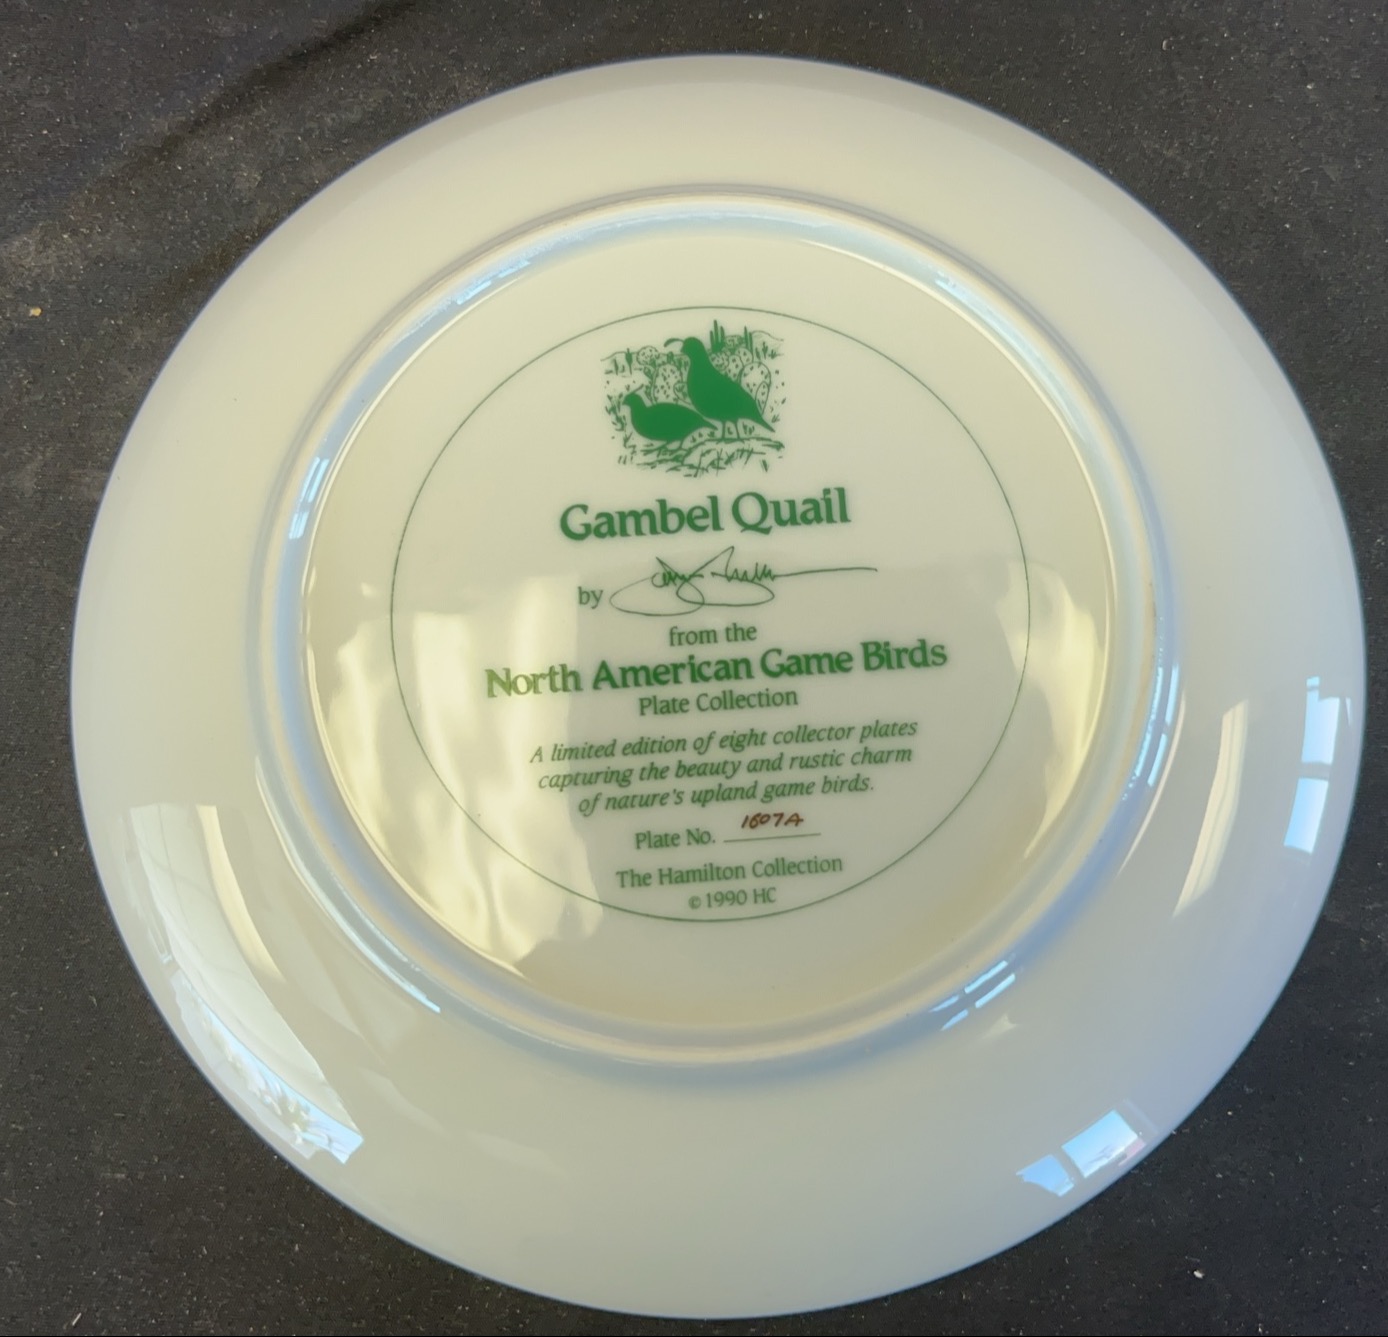 Gambel Quail
by
from the
North American Game Birds
Plate Collection
A limited edition of eight collector plates
capturing the beauty and rustic charm
of nature's upland game birds.
Plate No. 1607A
The Hamilton Collection
© 1990 HC